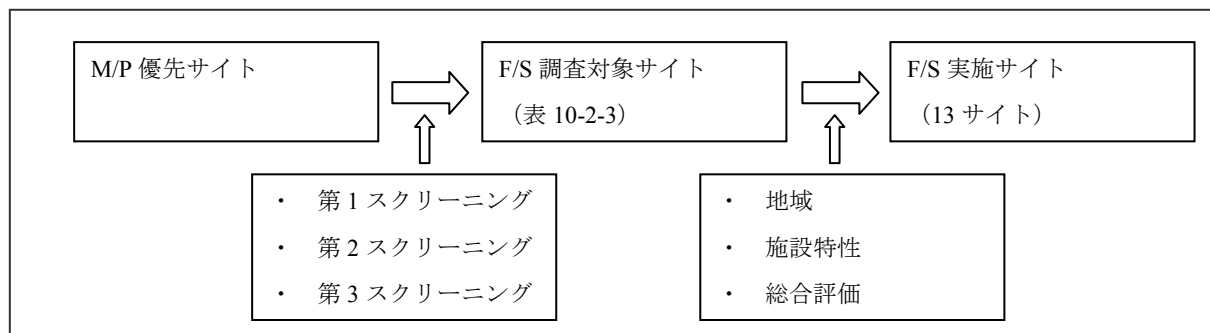 M/P 優先サイト
F/S 調査対象サイト
（表 10-2-3）
F/S 実施サイト
（13 サイト）
・ 第 1 スクリーニング
・ 第 2 スクリーニング
・ 第 3 スクリーニング
・ 地域
・ 施設特性
・ 総合評価